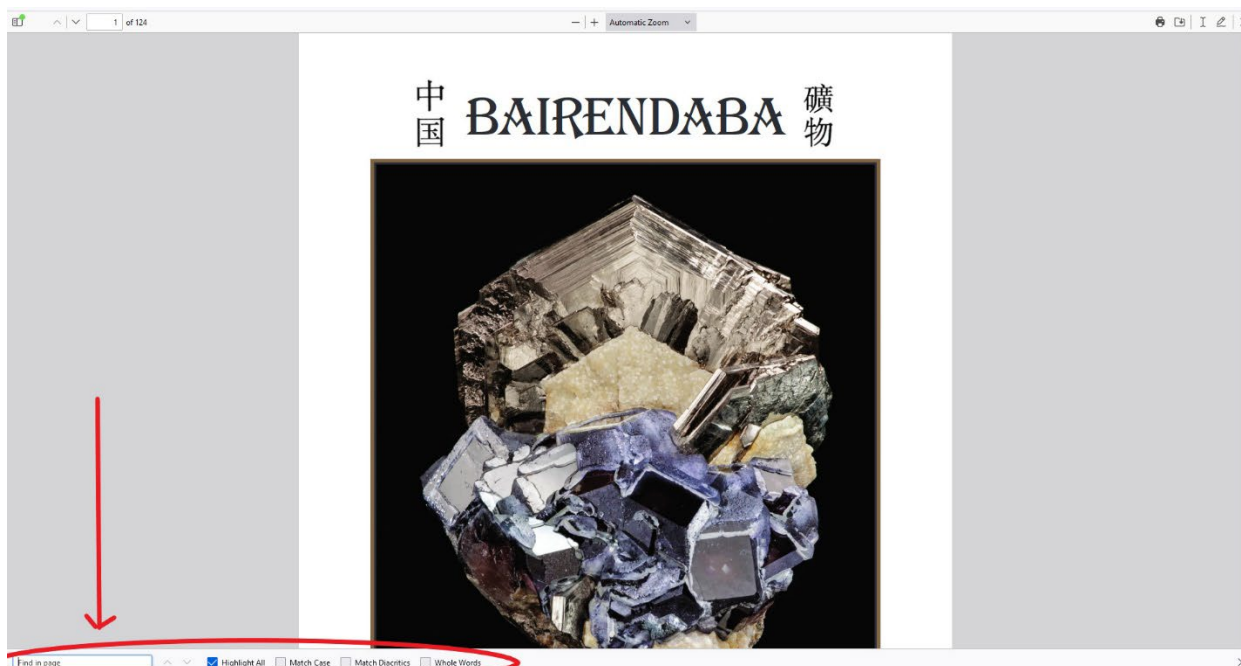 1 of 124 Automatic Zoom
中国 BAIRENDABA 礦物
Find in page Highlight All Match Case Match Diacritics Whole Words